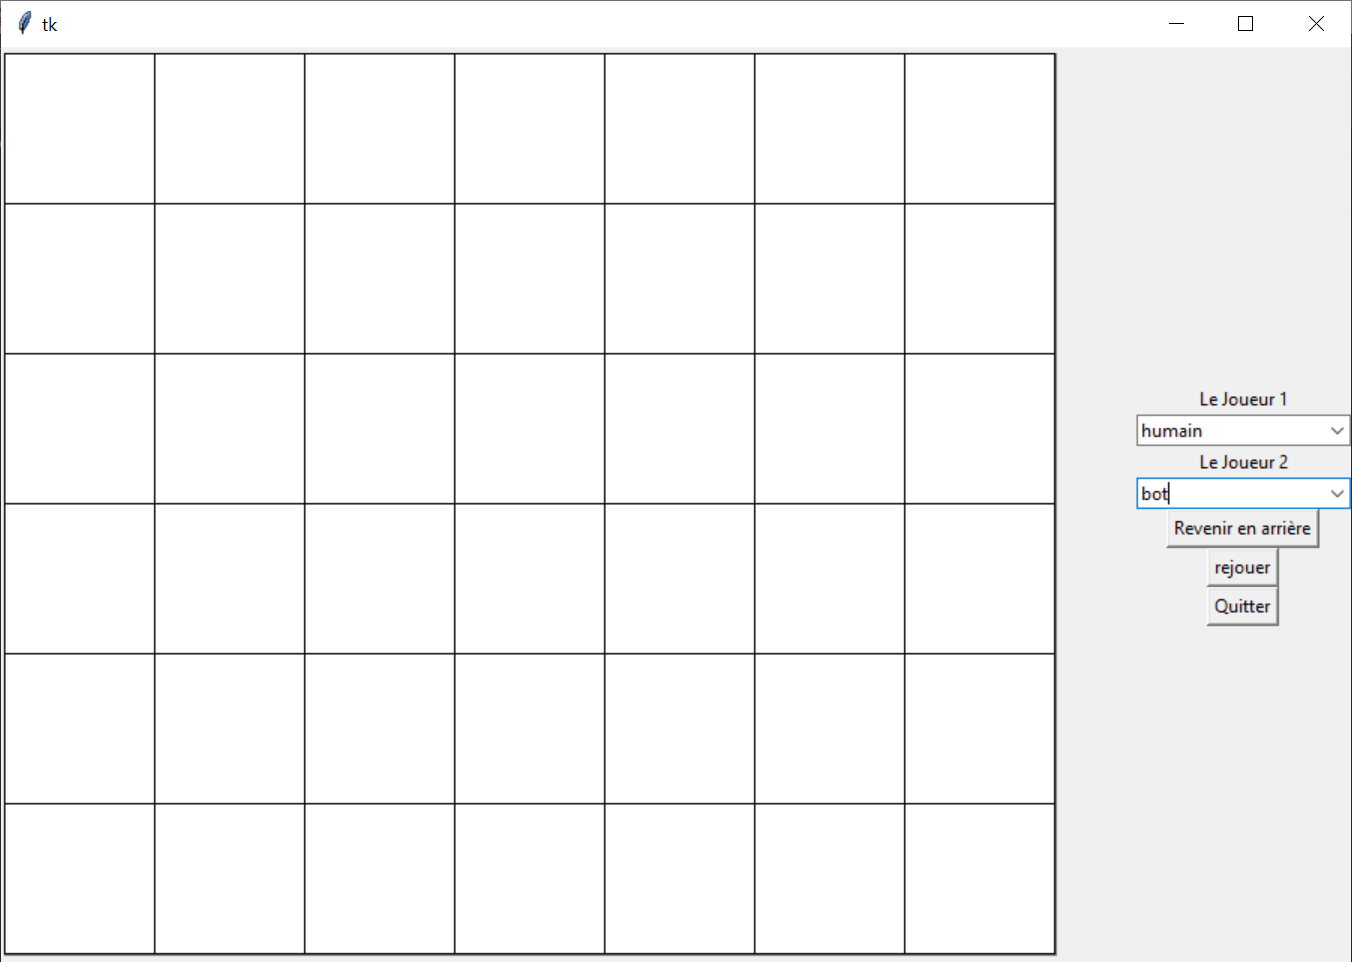 tk
Le Joueur 1
humain
Le Joueur 2
bot
Revenir en arrière
rejouer
Quitter